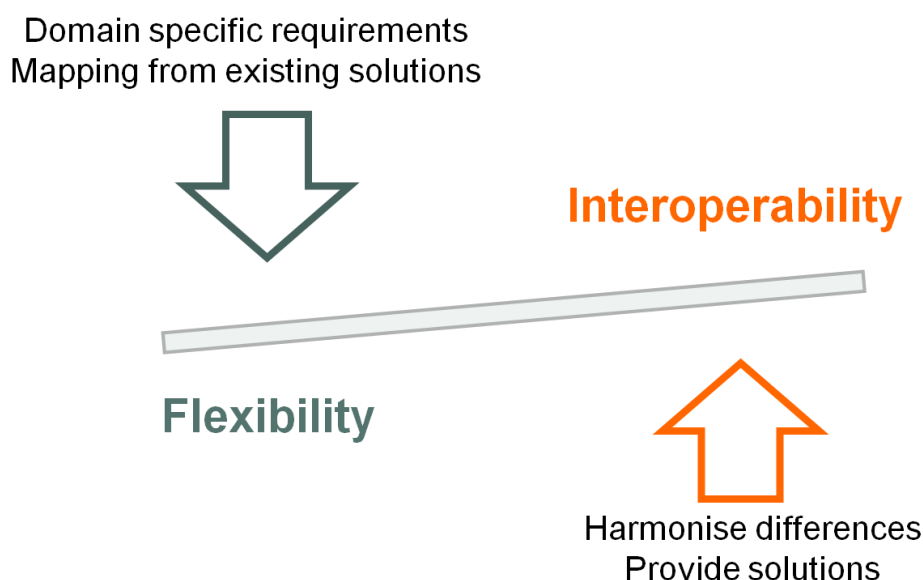 Domain specific requirements
Mapping from existing solutions
Interoperability
Flexibility
Harmonise differences
Provide solutions